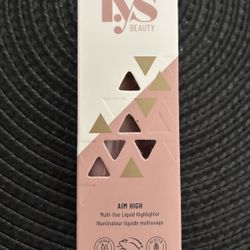 LYS
BEAUTY
AIM HIGH
Multi-Use Liquid Highlighter
Illuminateur liquide multiusage